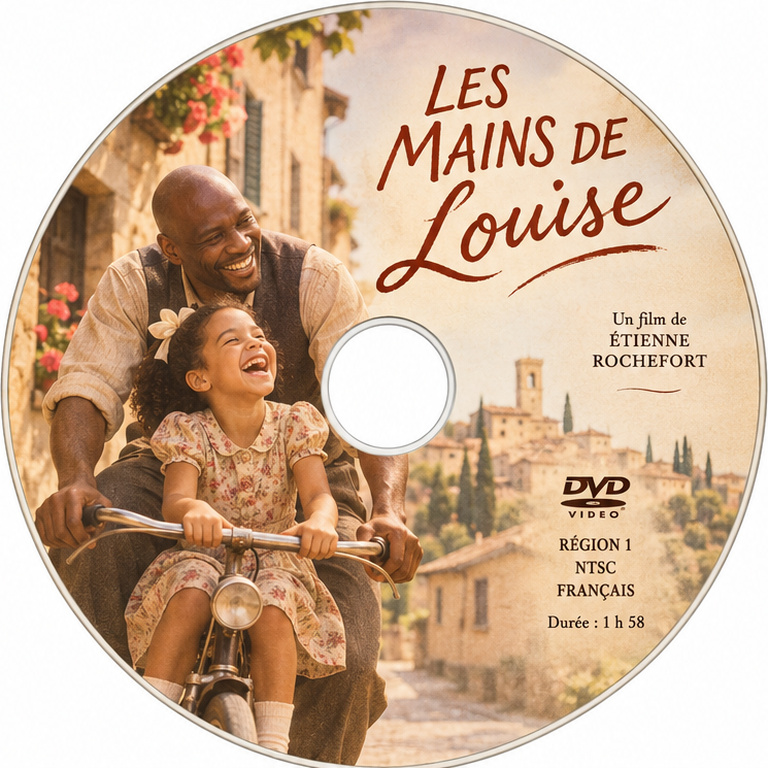 LES
MAINS DE
Louise
Un film de
ÉTIENNE
ROCHEFORT
DVD
VIDEO
RÉGION 1
NTSC
FRANÇAIS
Durée : 1 h 58